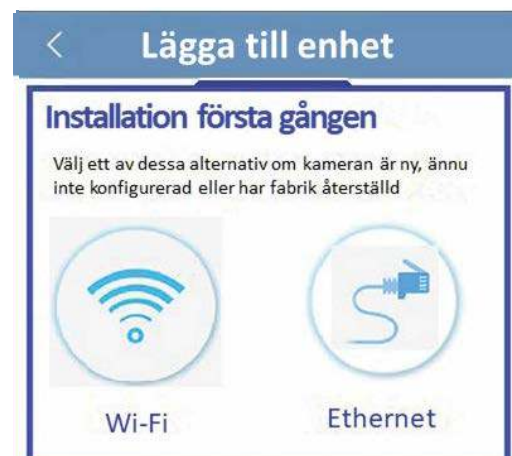 Lägga till enhet
Installation första gången
Välj ett av dessa alternativ om kameran är ny, ännu
inte konfigurerad eller har fabrik återställd
Wi-Fi
Ethernet